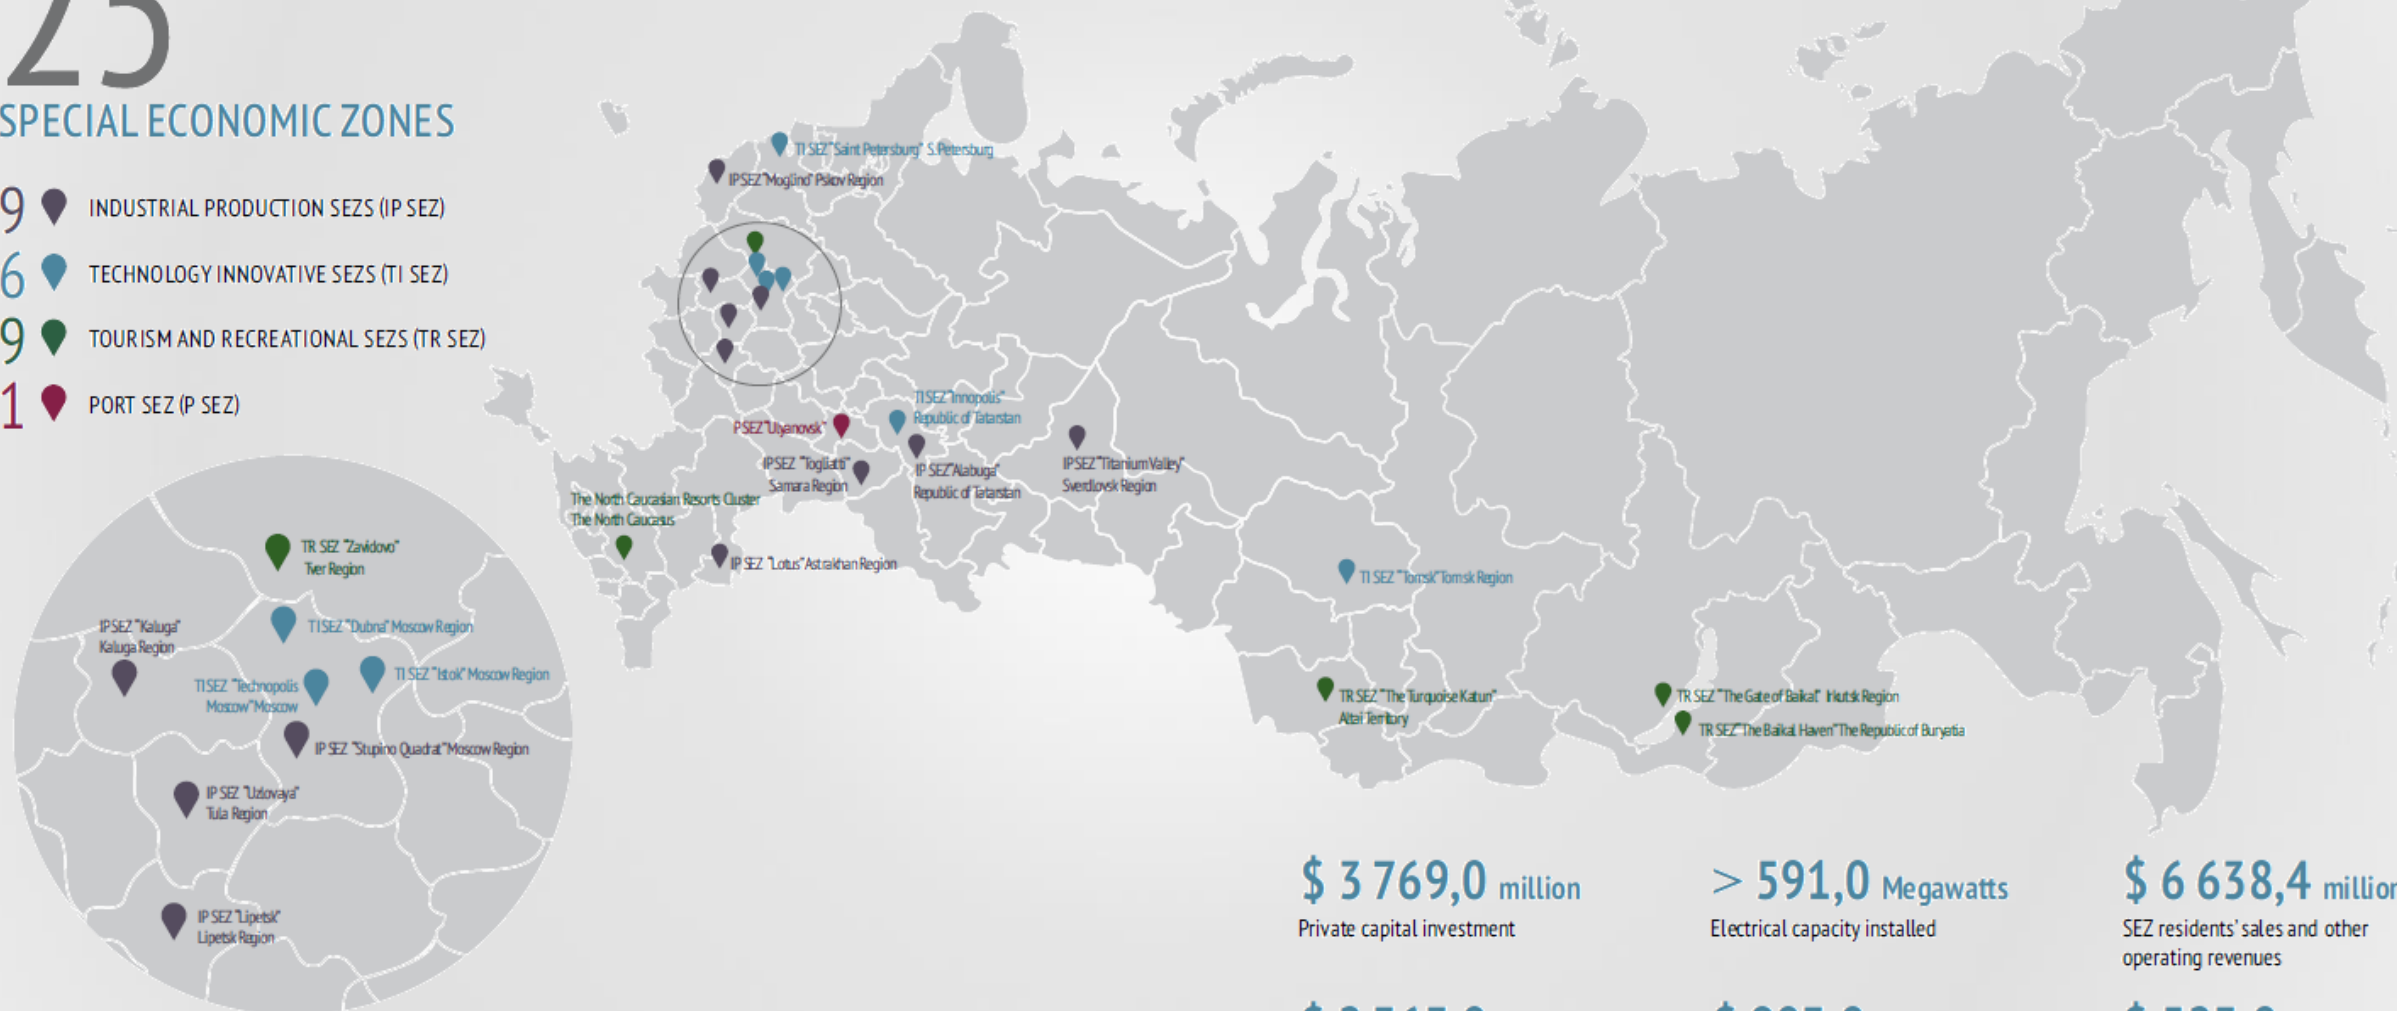 25
SPECIAL ECONOMIC ZONES
9 INDUSTRIAL PRODUCTION SEZS (IP SEZ)
6 TECHNOLOGY INNOVATIVE SEZS (TI SEZ)
9 TOURISM AND RECREATIONAL SEZS (TR SEZ)
1 PORT SEZ (P SEZ)
TI SEZ "Saint Petersburg" S.Petersburg
IP SEZ "Moglino" Pskov Region
TI SEZ "Innopolis"
Republic of Tatarstan
P SEZ "Ulyanovsk"
IP SEZ "Togliatti"
Samara Region
IP SEZ "Alabuga"
Republic of Tatarstan
IP SEZ "Titanium Valley"
Sverdlovsk Region
The North Caucasian Resorts Cluster
The North Caucasus
IP SEZ "Lotus" Astrakhan Region
TI SEZ "Tomsk" Tomsk Region
TR SEZ "The Turquoise Katun"
Altai Territory
TR SEZ "The Gate of Baikal" Irkutsk Region
TR SEZ "The Baikal Haven" The Republic of Buryatia
TR SEZ "Zavidovo"
Tver Region
IP SEZ "Kaluga"
Kaluga Region
TI SEZ "Dubna" Moscow Region
TI SEZ "Istok" Moscow Region
TI SEZ "Technopolis
Moscow" Moscow
IP SEZ "Stupino Quadrat" Moscow Region
IP SEZ "Uzlovaya"
Tula Region
IP SEZ "Lipetsk"
Lipetsk Region
$ 3 769,0 million
Private capital investment
> 591,0 Megawatts
Electrical capacity installed
$ 6 638,4 million
SEZ residents' sales and other
operating revenues